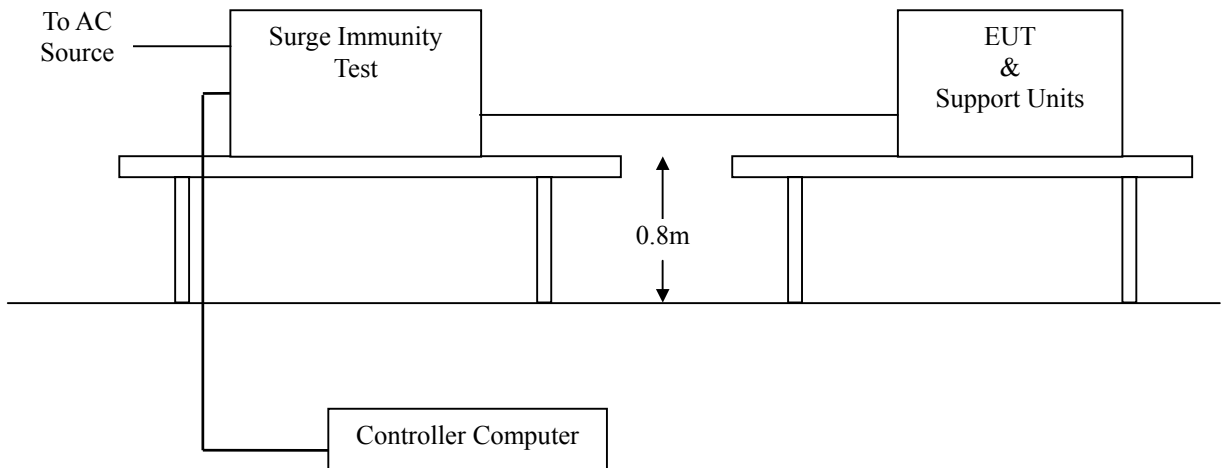 To AC
Source
Surge Immunity
Test
EUT
&
Support Units
0.8m
Controller Computer